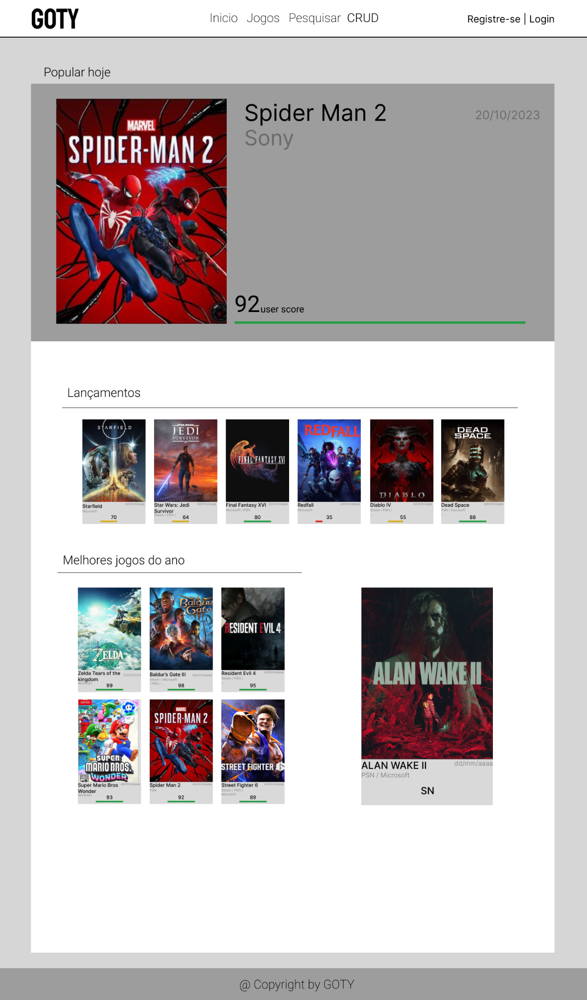 GOTY
Inicio Jogos Pesquisar CRUD
Registre-se | Login
Popular hoje
MARVEL
SPIDER-MAN 2
Spider Man 2
20/10/2023
Sony
92 user score
Lançamentos
STARFIELD
Starfield
dd/mm/aaaa
Microsoft
70
STAR WARS
JEDI
SURVIVOR
Star Wars: Jedi
Survivor
dd/mm/aaaa
Steam / PSN /
...
64
FINAL FANTASY XVI
Final Fantasy XVI
dd/mm/aaaa
Microsoft / PSN
80
REDFALL
Redfall
dd/mm/aaaa
Microsoft
35
DIABLO
IV
Diablo IV
dd/mm/aaaa
Steam / PSN /
...
55
DEAD
SPACE
Dead Space
dd/mm/aaaa
PSN / microsoft
/ ...
88
Melhores jogos do ano
ZELDA
Zelda Tears of the
kingdom
12/03/2023
Nintendo
99
Baldur
Gate
Baldur's Gate III
dd/mm/aaaa
Steam / Microsoft
/ PSN / ...
98
RESIDENT EVIL 4
Resident Evil 4
dd/mm/aaaa
Steam / PSN /
...
95
SUPER
MARIO BROS.
WONDER
Super Mario Bros
Wonder
dd/mm/aaaa
Nintendo
93
MARVEL
SPIDER-MAN 2
Spider Man 2
dd/mm/aaaa
PSN
92
STREET FIGHTER
Street Fighter 6
dd/mm/aaaa
Steam / PSN /
Microsoft
89
ALAN WAKE II
FBI
ALAN WAKE II
dd/mm/aaaa
PSN / Microsoft
SN
@ Copyright by GOTY